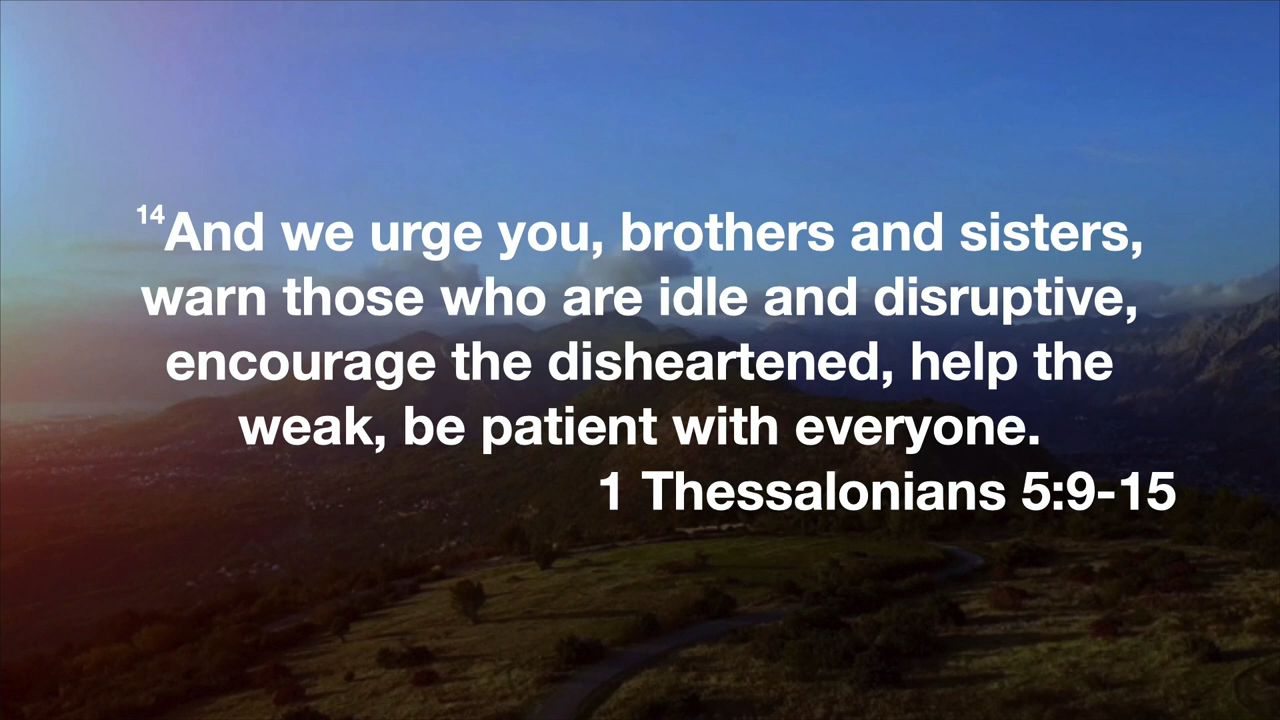 14And we urge you, brothers and sisters,
warn those who are idle and disruptive,
encourage the disheartened, help the
weak, be patient with everyone.
1 Thessalonians 5:9-15